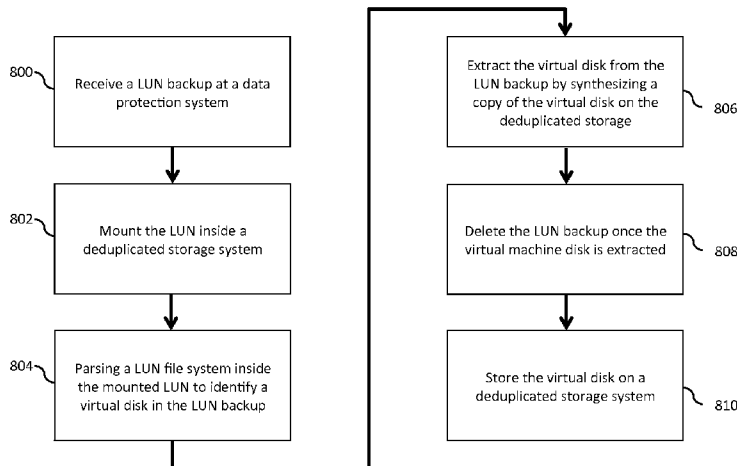 800
Receive a LUN backup at a data
protection system
802
Mount the LUN inside a
deduplicated storage system
804
Parsing a LUN file system inside
the mounted LUN to identify a
virtual disk in the LUN backup
Extract the virtual disk from the
LUN backup by synthesizing a
copy of the virtual disk on the
deduplicated storage
806
Delete the LUN backup once the
virtual machine disk is extracted
808
Store the virtual disk on a
deduplicated storage system
810